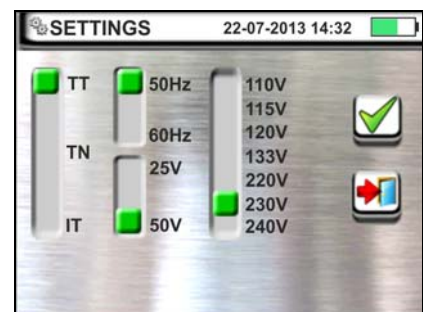 SETTINGS 22-07-2013 14:32
TT
TN
IT
50Hz
60Hz
25V
50V
110V
115V
120V
133V
220V
230V
240V